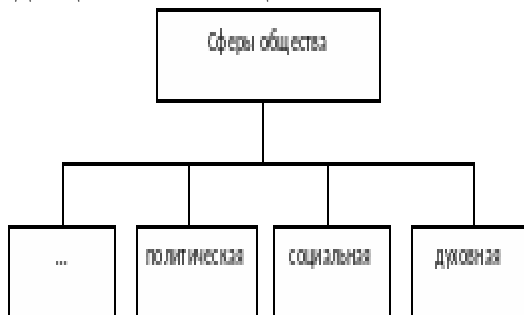 Сферы общества
...
политическая
социальная
духовная